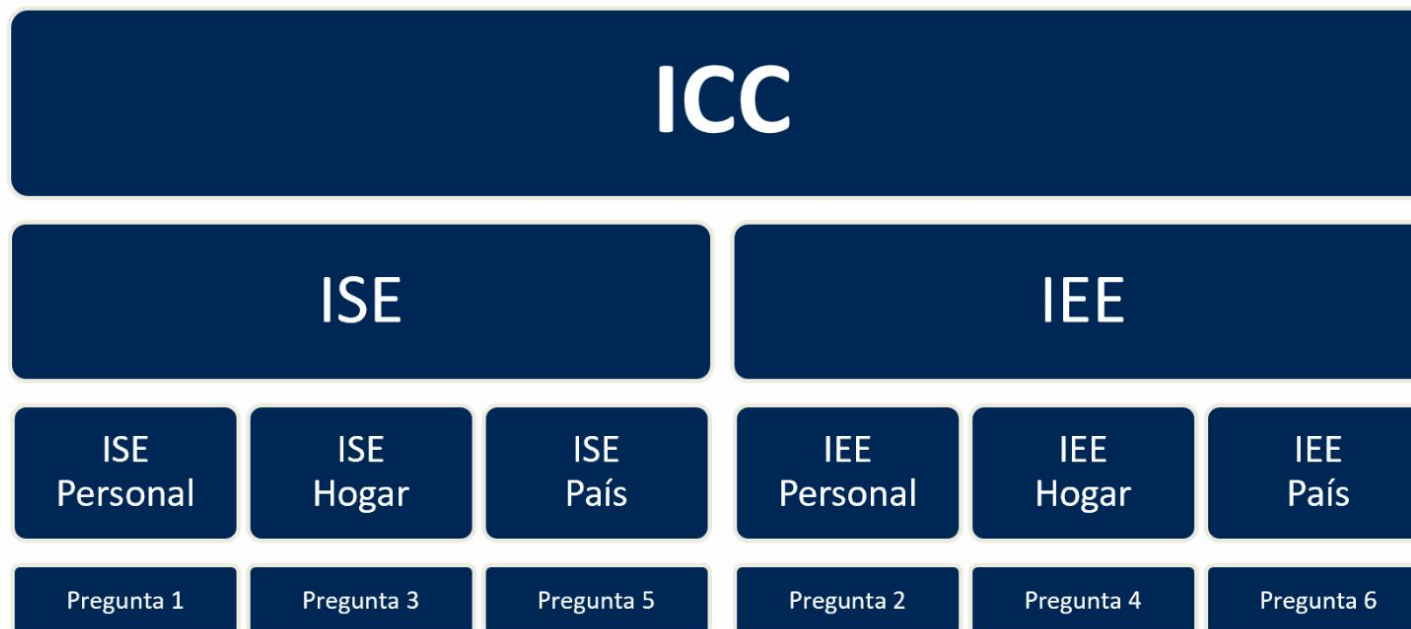 ICC
ISE
IEE
ISE
Personal
ISE
Hogar
ISE
País
IEE
Personal
IEE
Hogar
IEE
País
Pregunta 1
Pregunta 3
Pregunta 5
Pregunta 2
Pregunta 4
Pregunta 6